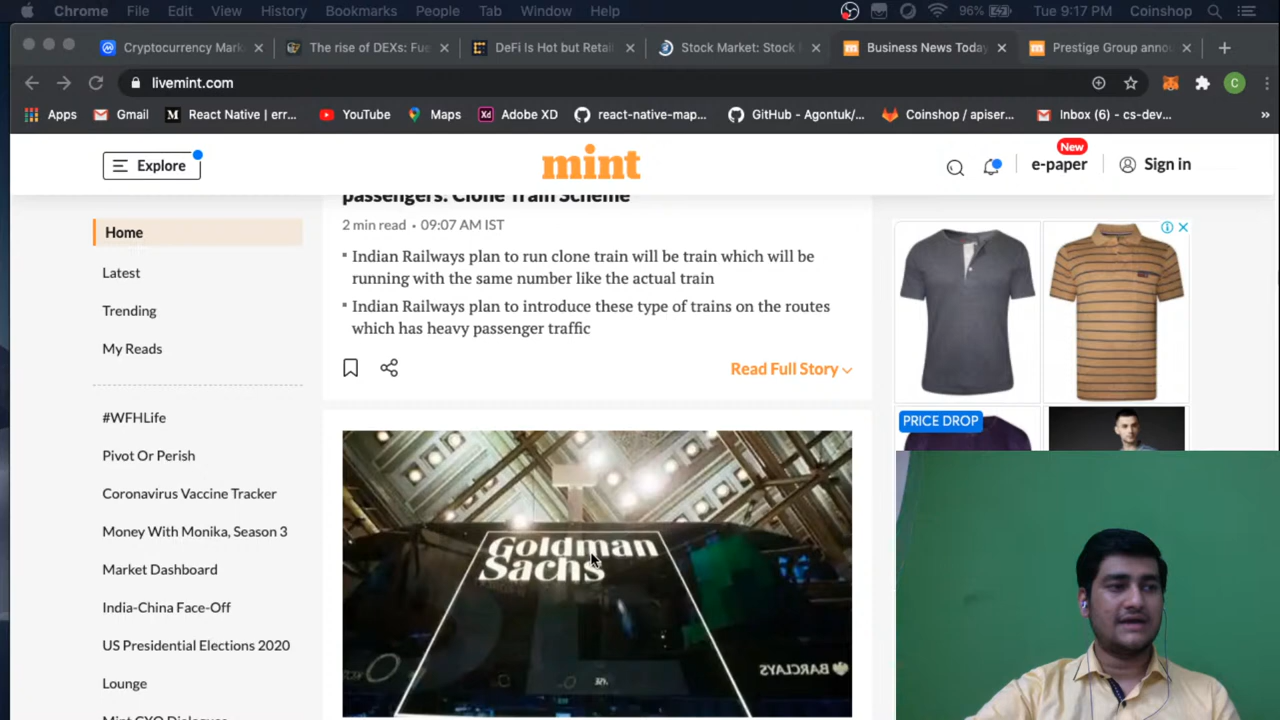 Chrome File Edit View History Bookmarks People Tab Window Help 96% Tue 9:17 PM Coinshop
Cryptocurrency Mark The rise of DEXs: Fue DeFi Is Hot but Retai Stock Market: Stock Business News Today Prestige Group anno
livemint.com C
Apps Gmail React Native | err... YouTube Maps Adobe XD react-native-map... GitHub - Agontuk/... Coinshop / apiser... Inbox (6) - cs-dev... »
Explore mint New e-paper Sign in
passengers: Clone Train Scheme
2 min read • 09:07 AM IST
Indian Railways plan to run clone train will be train which will be
running with the same number like the actual train
Indian Railways plan to introduce these type of trains on the routes
which has heavy passenger traffic
Read Full Story
Home
Latest
Trending
My Reads
#WFHLife
Pivot Or Perish
Coronavirus Vaccine Tracker
Money With Monika, Season 3
Market Dashboard
India-China Face-Off
US Presidential Elections 2020
Lounge
Goldman
Sachs
BARCLAYS
PRICE DROP